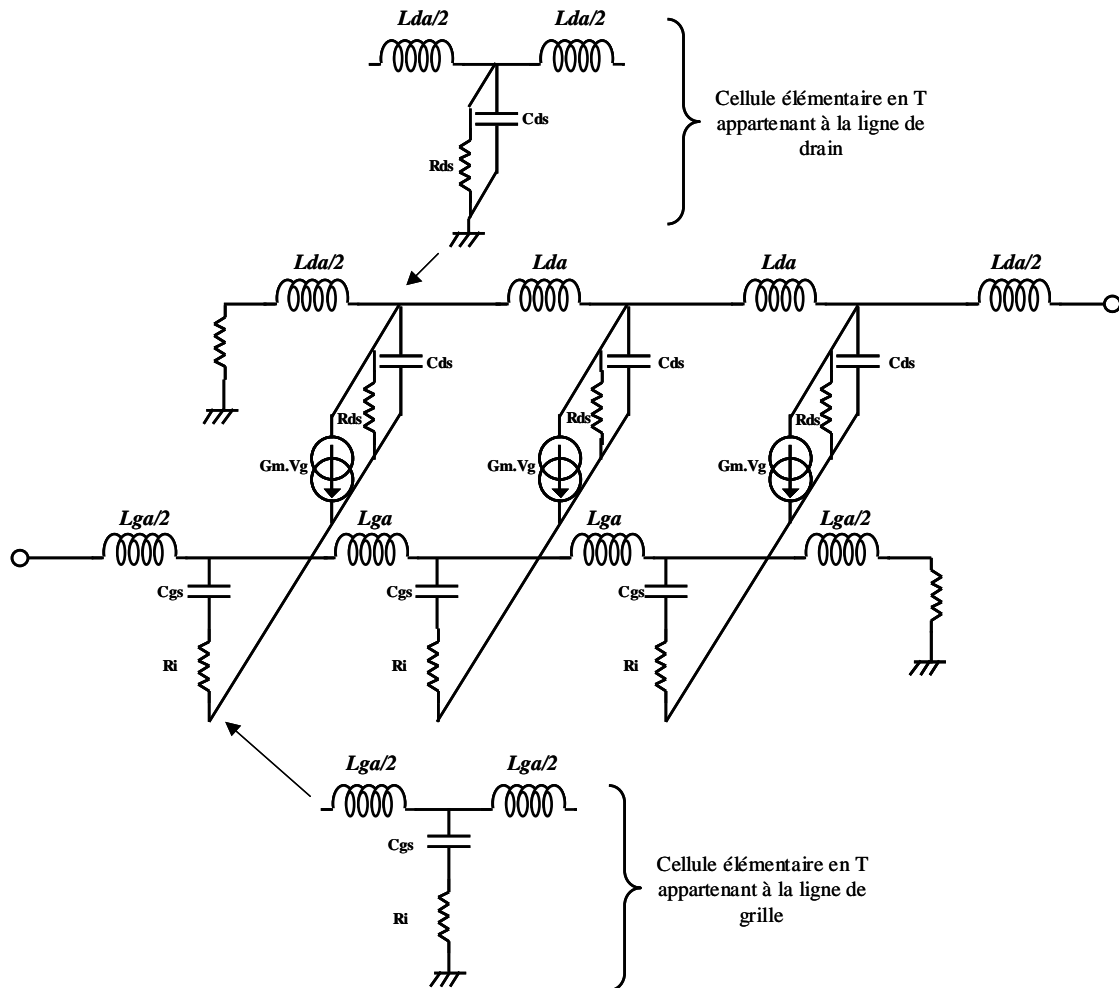 Lda/2 Lda/2
Cds
Rds
Cellule élémentaire en T
appartenant à la ligne de
drain
Lda/2 Lda Lda Lda/2
Cds Cds Cds
Rds Rds Rds
Gm.Vg Gm.Vg Gm.Vg
Lga/2 Lga Lga Lga/2
Cgs Cgs Cgs
Ri Ri Ri
Lga/2 Lga/2
Cgs
Ri
Cellule élémentaire en T
appartenant à la ligne de
grille